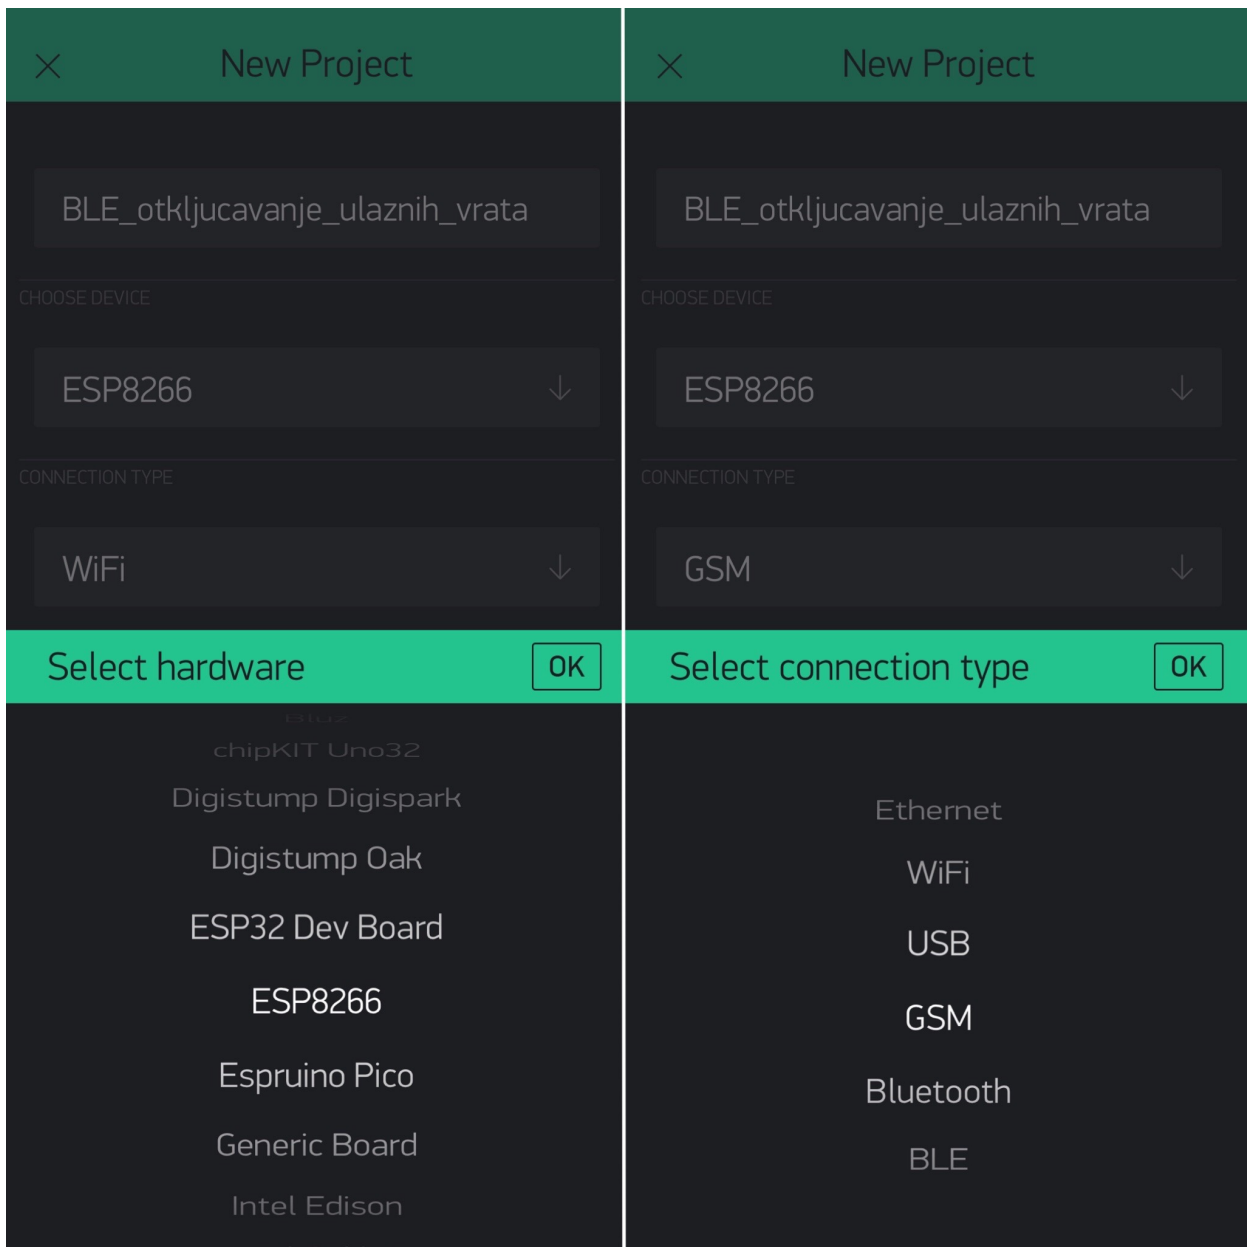 New Project
BLE_otkljucavanje_ulaznih_vrata
CHOOSE DEVICE
ESP8266
CONNECTION TYPE
WiFi
Select hardware
OK
Bluz
chipKIT Uno32
Digistump Digispark
Digistump Oak
ESP32 Dev Board
ESP8266
Espruino Pico
Generic Board
Intel Edison
New Project
BLE_otkljucavanje_ulaznih_vrata
CHOOSE DEVICE
ESP8266
CONNECTION TYPE
GSM
Select connection type
OK
Ethernet
WiFi
USB
GSM
Bluetooth
BLE